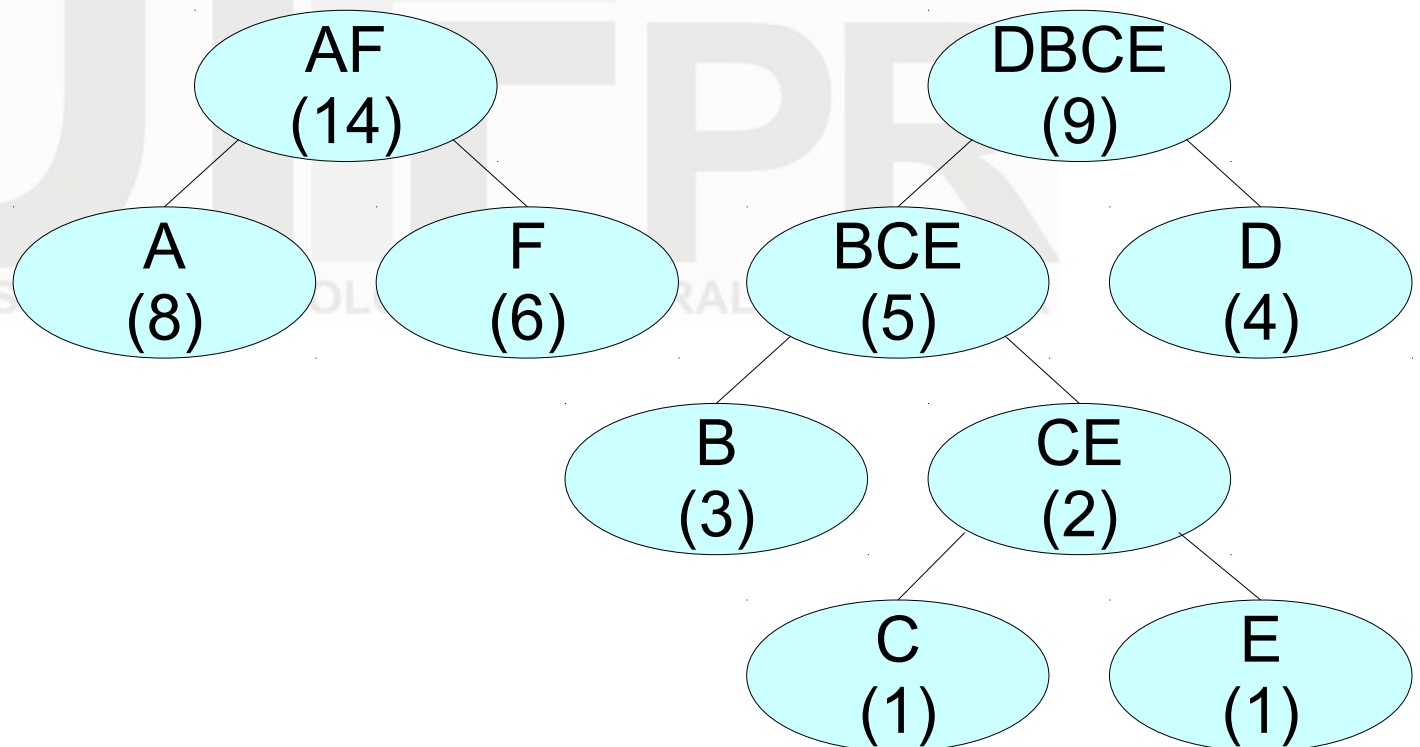 AF
(14)
DBCE
(9)
A
(8)
F
(6)
BCE
(5)
D
(4)
B
(3)
CE
(2)
C
(1)
E
(1)